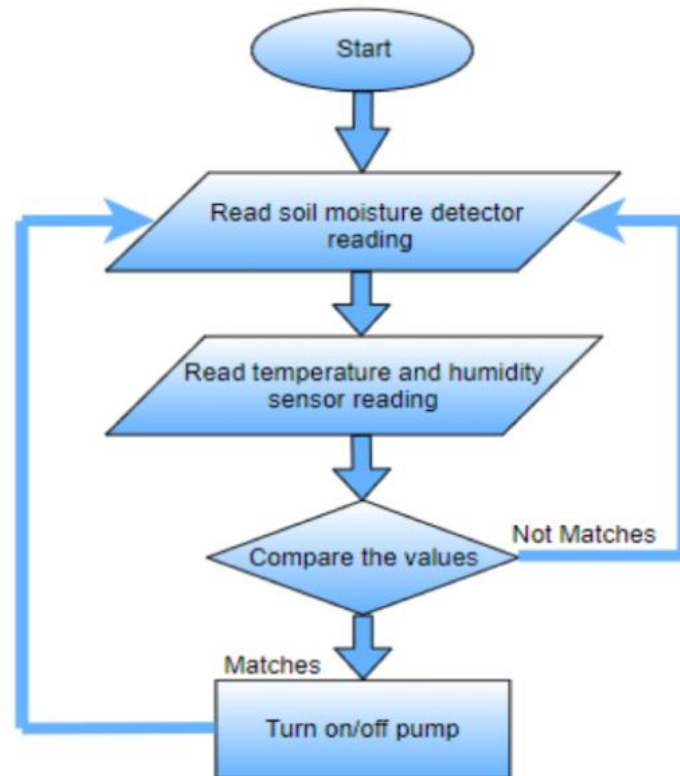 Start
Read soil moisture detector
reading
Read temperature and humidity
sensor reading
Compare the values
Not Matches
Matches
Turn on/off pump